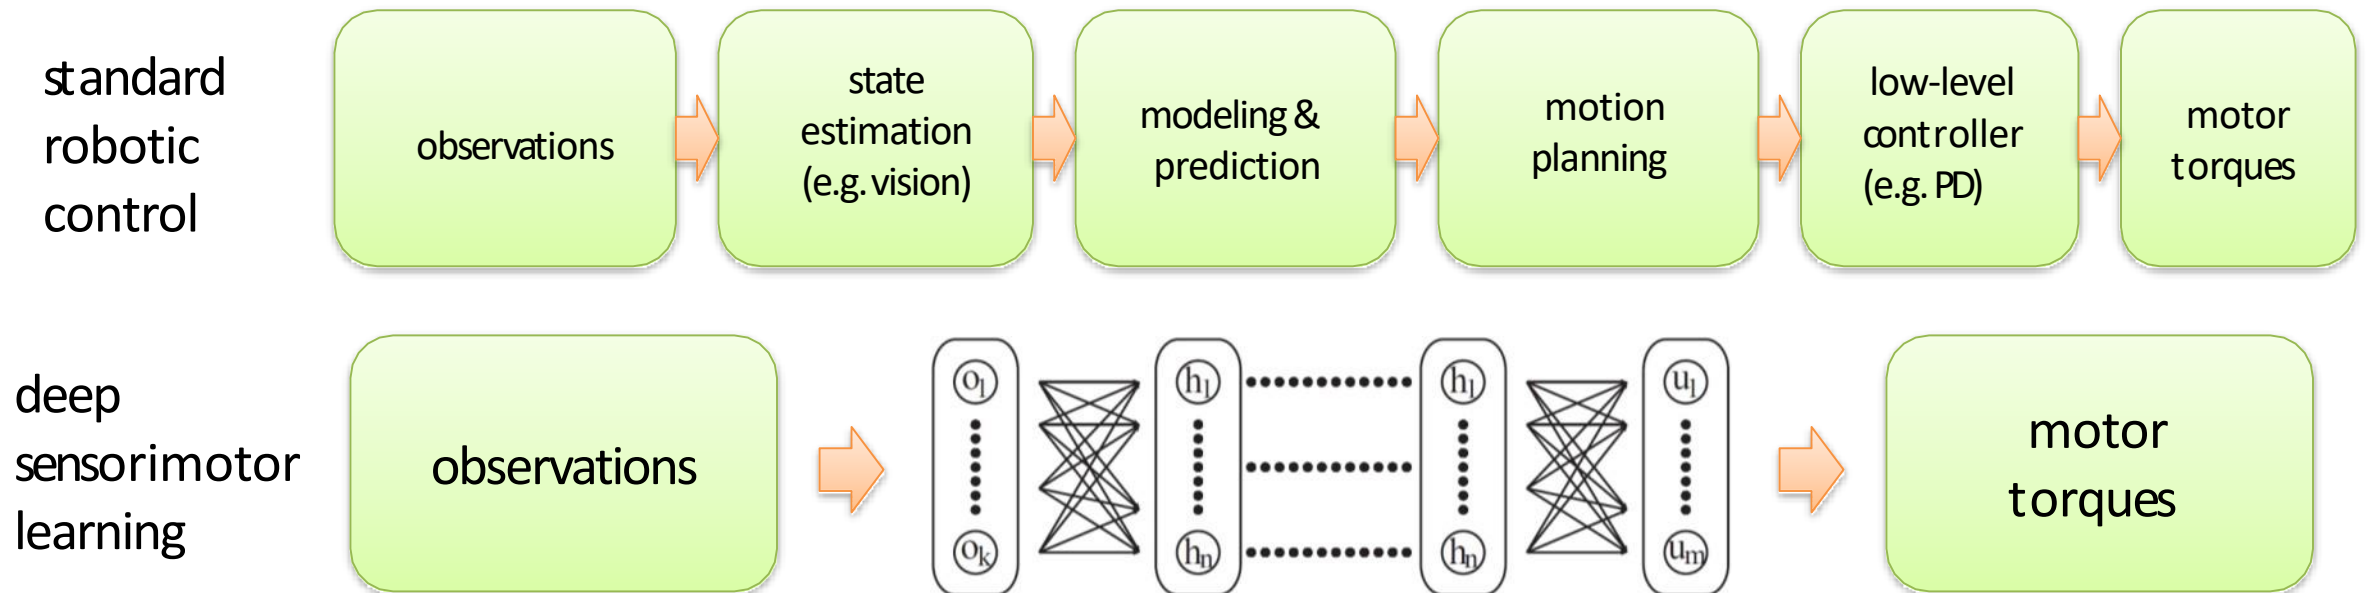 standard
robotic
control
observations
state
estimation
(e.g. vision)
modeling &
prediction
motion
planning
low-level
controller
(e.g. PD)
motor
torques
deep
sensorimotor
learning
observations
o1
ok
h1
hn
h1
hn
u1
um
motor
torques